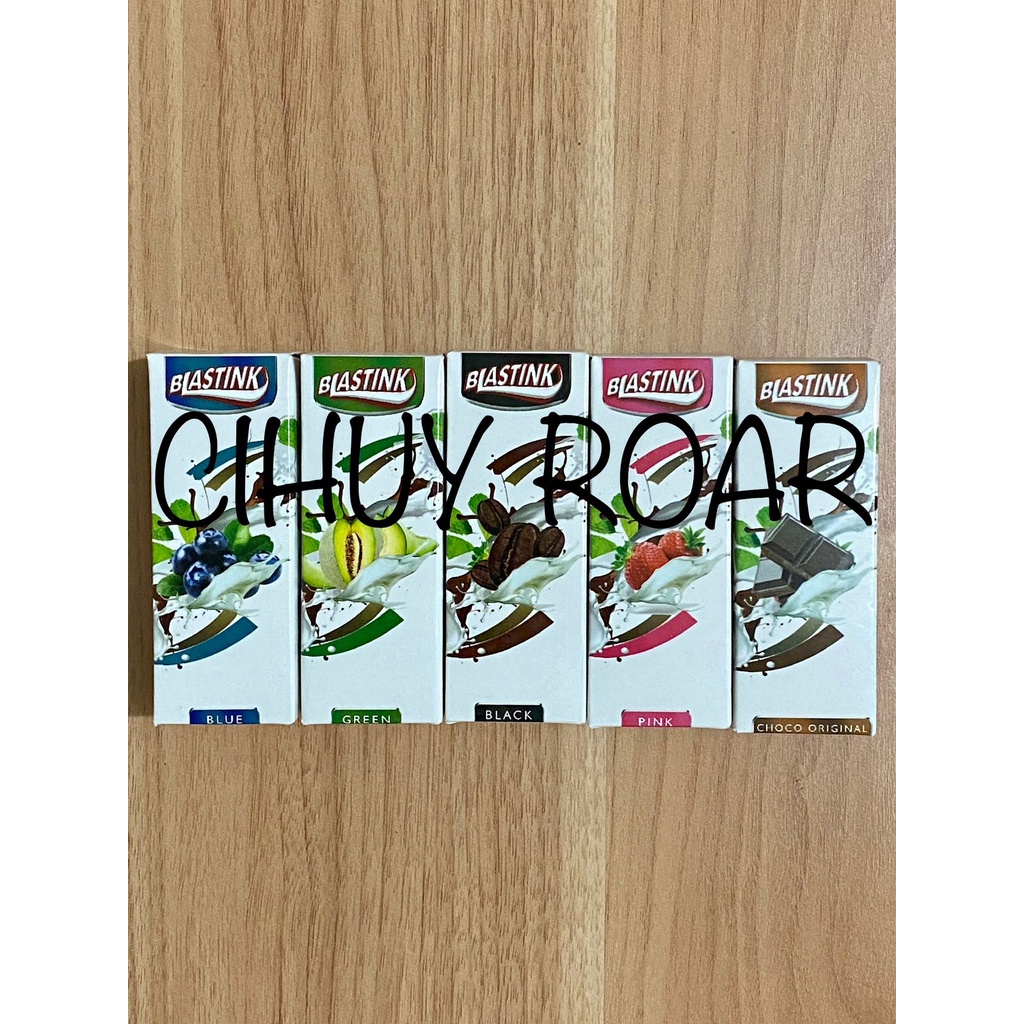 BLASTINK BLASTINK BLASTINK BLASTINK BLASTINK
CIHUY ROAR
BLUE GREEN BLACK PINK CHOCO ORIGINAL